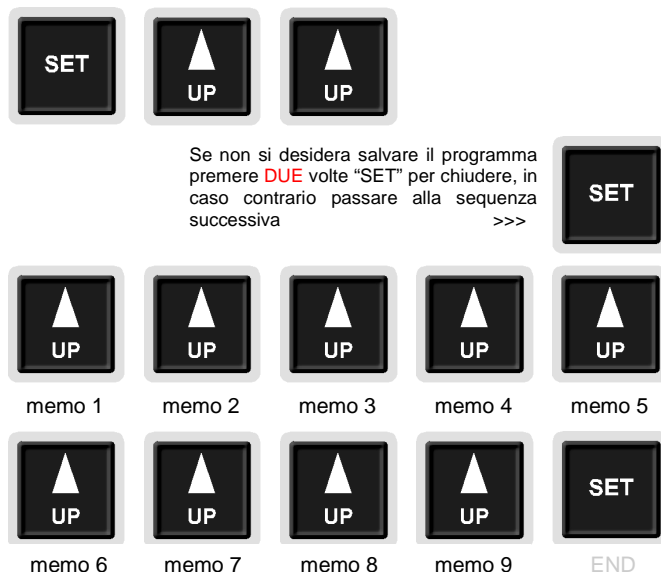 SET UP UP
Se non si desidera salvare il programma
premere DUE volte “SET” per chiudere, in
caso contrario passare alla sequenza
successiva >>>
SET
UP UP UP UP UP
memo 1 memo 2 memo 3 memo 4 memo 5
UP UP UP UP SET
memo 6 memo 7 memo 8 memo 9 END